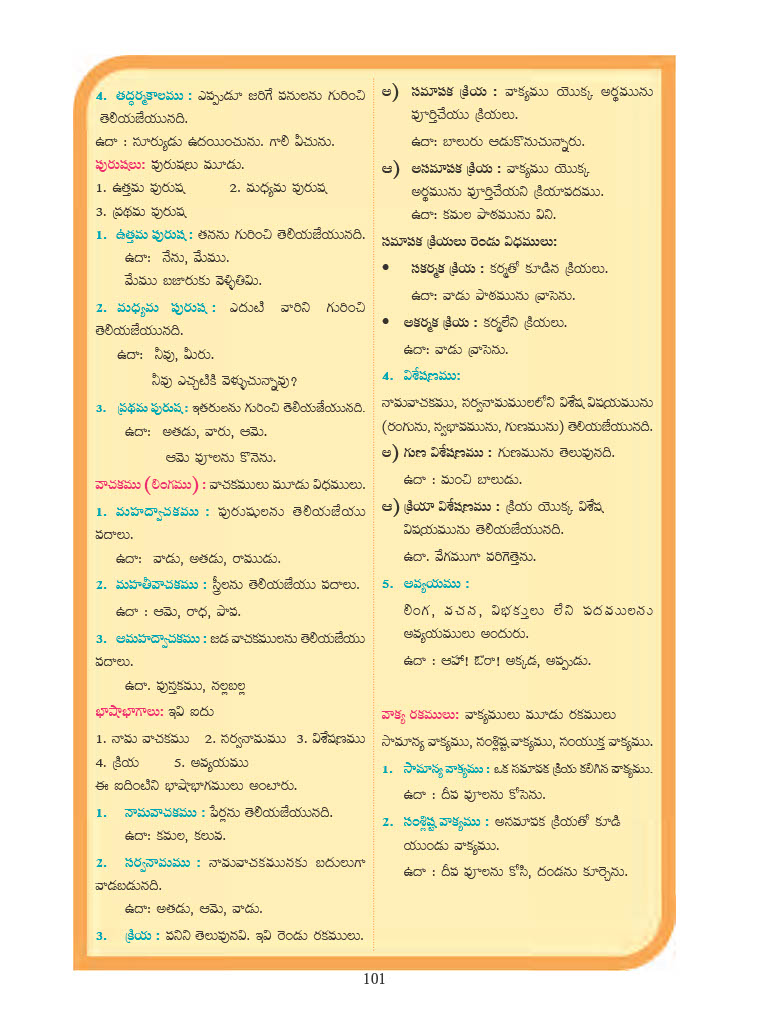 4. తద్ధర్మకాలము : ఎప్పుడూ జరిగే పనులను గురించి
తెలియజేయునది.
ఉదా : సూర్యుడు ఉదయించును. గాలి వీచును.
పురుషలు: పురుషలు మూడు.
1. ఉత్తమ పురుష 2. మధ్యమ పురుష
3. ప్రథమ పురుష
1. ఉత్తమ పురుష : తనను గురించి తెలియజేయునది.
ఉదా: నేను, మేము.
మేము బజారుకు వెళ్ళితిమి.
2. మధ్యమ పురుష : ఎదుటి వారిని గురించి
తెలియజేయునది.
ఉదా: నీవు, మీరు.
నీవు ఎచ్చటికి వెళ్ళుచున్నావు?
3. ప్రథమ పురుష : ఇతరులను గురించి తెలియజేయునది.
ఉదా: అతడు, వారు, ఆమె.
ఆమె పూలను కొనెను.
వాచకము (లింగము) : వాచకములు మూడు విధములు.
1. మహద్వాచకము : పురుషులను తెలియజేయు
పదాలు.
ఉదా: వాడు, అతడు, రాముడు.
2. మహతీవాచకము : స్త్రీలను తెలియజేయు పదాలు.
ఉదా : ఆమె, రాధ, పాప.
3. అమహద్వాచకము : జడ వాచకములను తెలియజేయు
పదాలు.
ఉదా. పుస్తకము, నల్లబల్ల
భాషాభాగాలు: ఇవి ఐదు
1. నామ వాచకము 2. సర్వనామము 3. విశేషణము
4. క్రియ 5. అవ్యయము
ఈ ఐదింటిని భాషాభాగములు అంటారు.
1. నామవాచకము : పేర్లను తెలియజేయునది.
ఉదా: కమల, కలువ.
2. సర్వనామము : నామవాచకమునకు బదులుగా
వాడబడునది.
ఉదా: అతడు, ఆమె, వాడు.
3. క్రియ : పనిని తెలుపునవి. ఇవి రెండు రకములు.
అ) సమాపక క్రియ : వాక్యము యొక్క అర్థమును
పూర్తిచేయు క్రియలు.
ఉదా: బాలురు ఆడుకొనుచున్నారు.
ఆ) అసమాపక క్రియ : వాక్యము యొక్క
అర్థమును పూర్తిచేయని క్రియాపదము.
ఉదా: కమల పాఠమును విని.
సమాపక క్రియలు రెండు విధములు:
• సకర్మక క్రియ : కర్మతో కూడిన క్రియలు.
ఉదా: వాడు పాఠమును వ్రాసెను.
• అకర్మక క్రియ : కర్మలేని క్రియలు.
ఉదా: వాడు వ్రాసెను.
4. విశేషణము:
నామవాచకము, సర్వనామములలోని విశేష విషయమును
(రంగును, స్వభావమును, గుణమును) తెలియజేయునది.
అ) గుణ విశేషణము : గుణమును తెలుపునది.
ఉదా : మంచి బాలుడు.
ఆ) క్రియా విశేషణము : క్రియ యొక్క విశేష
విషయమును తెలియజేయునది.
ఉదా. వేగముగా పరిగెత్తెను.
5. అవ్యయము :
లింగ, వచన, విభక్తులు లేని పదములను
అవ్యయములు అందురు.
ఉదా : ఆహా! ఔరా! అక్కడ, అప్పుడు.
వాక్య రకములు: వాక్యములు మూడు రకములు
సామాన్య వాక్యము, సంశ్లిష్ట వాక్యము, సంయుక్త వాక్యము.
1. సామాన్య వాక్యము : ఒక సమాపక క్రియ కలిగిన వాక్యము.
ఉదా : దీప పూలను కోసెను.
2. సంశ్లిష్ట వాక్యము : అసమాపక క్రియతో కూడి
యుండు వాక్యము.
ఉదా : దీప పూలను కోసి, దండను కూర్చెను.
101